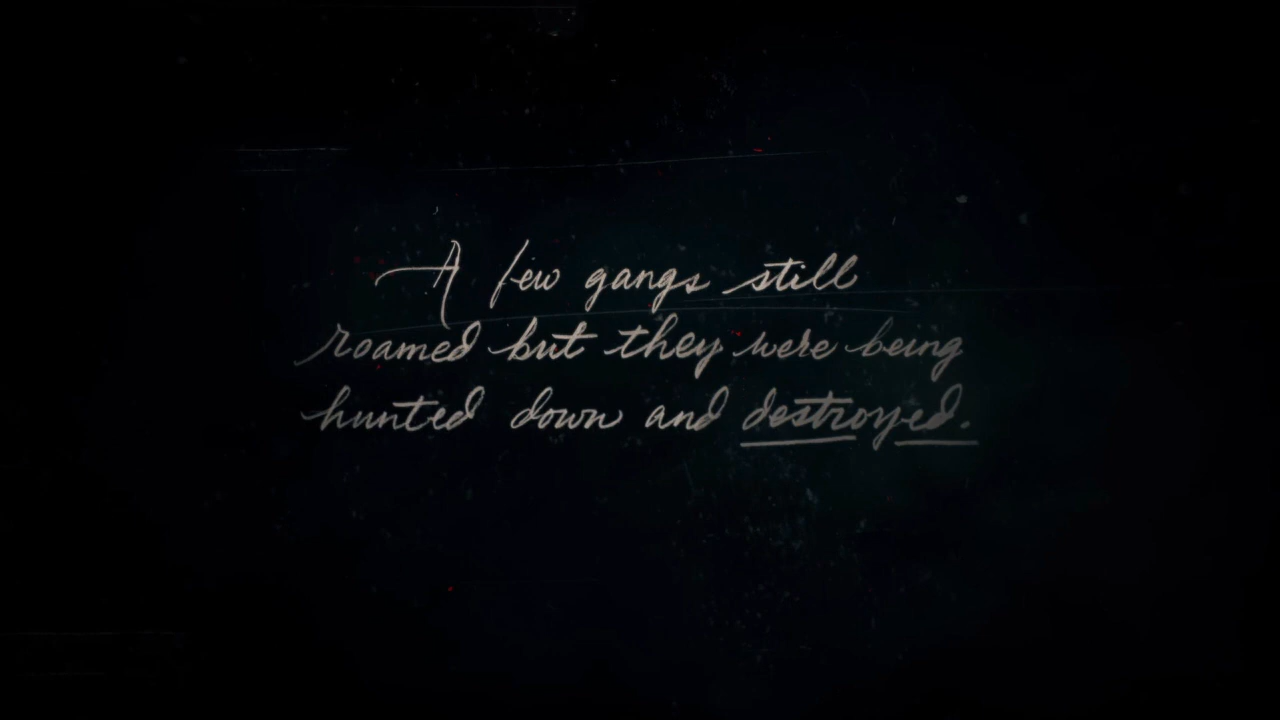 A few gangs still
roamed but they were being
hunted down and destroyed.